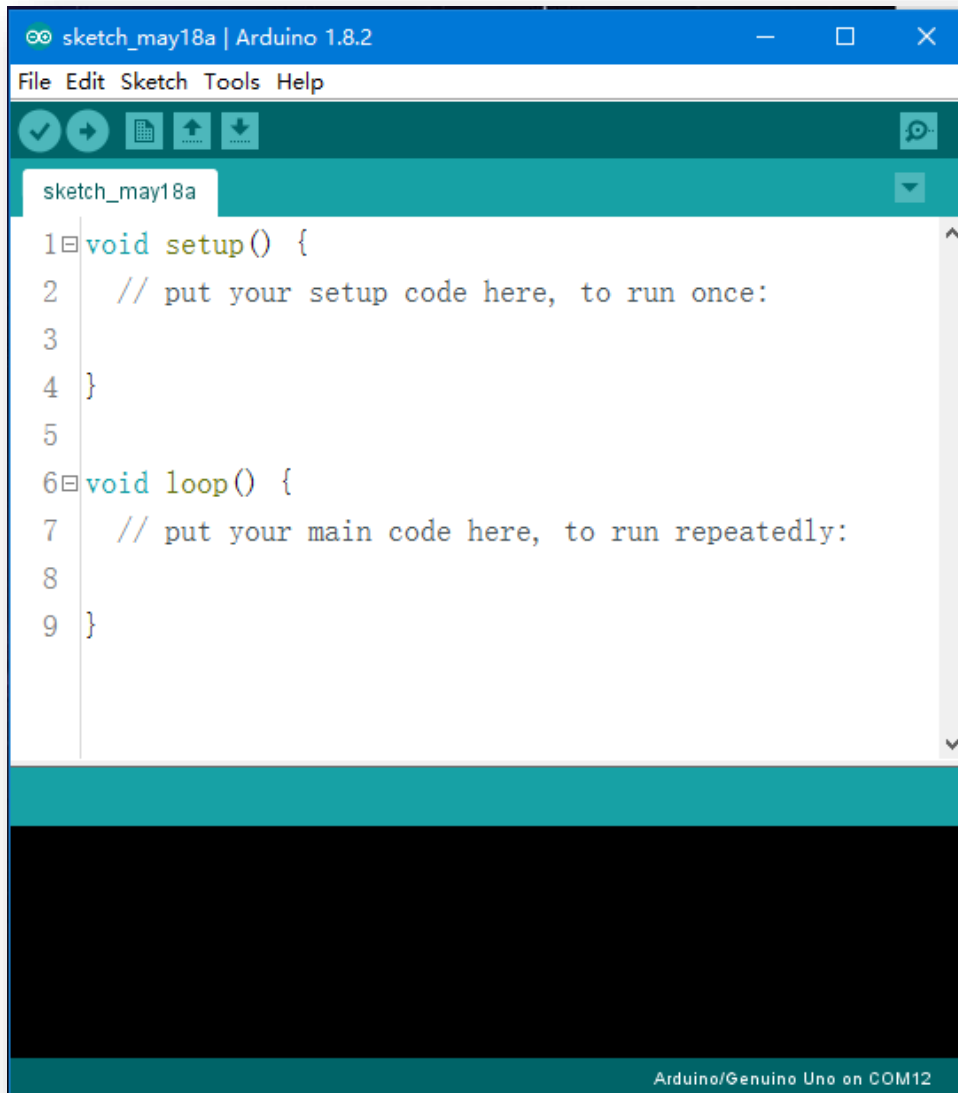 sketch_may18a | Arduino 1.8.2
File Edit Sketch Tools Help
sketch_may18a
1 void setup() {
2 // put your setup code here, to run once:
3
4 }
5
6 void loop() {
7 // put your main code here, to run repeatedly:
8
9 }
Arduino/Genuino Uno on COM12